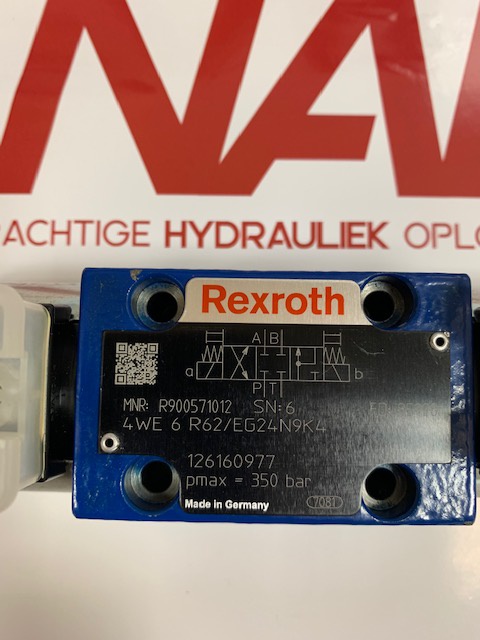 NA
ACHTIGE HYDRAULIEK OPLO
Rexroth
A B
a b
P T
MNR: R900571012 SN: 6
4WE 6 R62/EG24N9K4
126160977
pmax = 350 bar
Made in Germany 7081